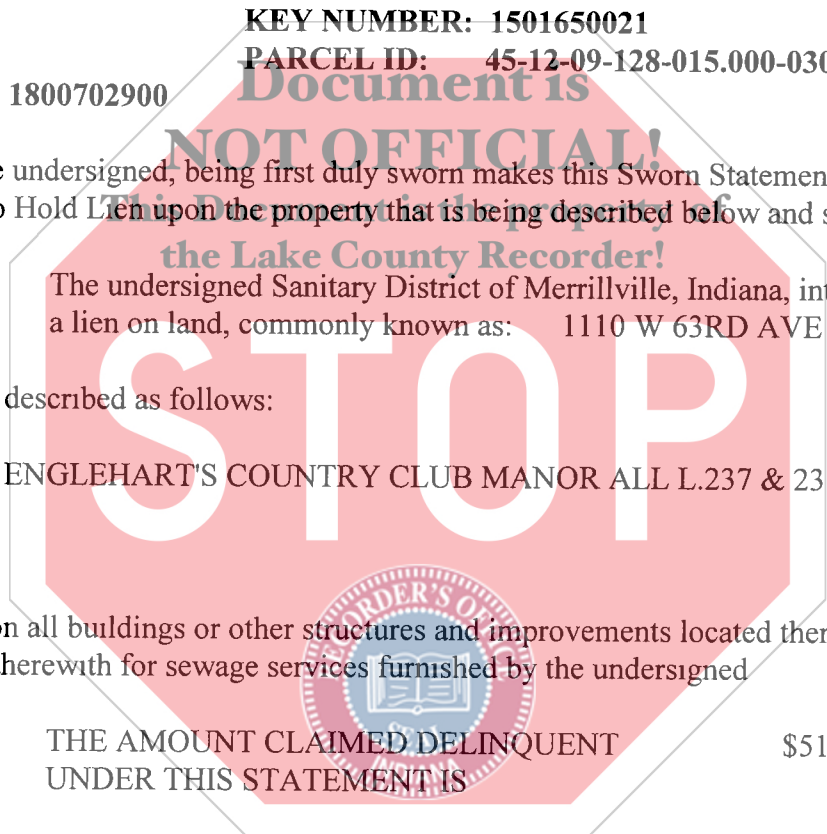 KEY NUMBER: 1501650021
PARCEL ID: 45-12-09-128-015.000-030
1800702900
Document is
NOT OFFICIAL!
e undersigned, being first duly sworn makes this Sworn Statemen
o Hold Lien upon the property that is being described below and s
This Document is the property of
the Lake County Recorder!
The undersigned Sanitary District of Merrillville, Indiana, int
a lien on land, commonly known as: 1110 W 63RD AVE
STOP
described as follows:
ENGLEHART'S COUNTRY CLUB MANOR ALL L.237 & 23
on all buildings or other structures and improvements located ther
therewith for sewage services furnished by the undersigned
RECORDER'S OFFICE
SEAL
INDIANA
THE AMOUNT CLAIMED DELINQUENT $51
UNDER THIS STATEMENT IS